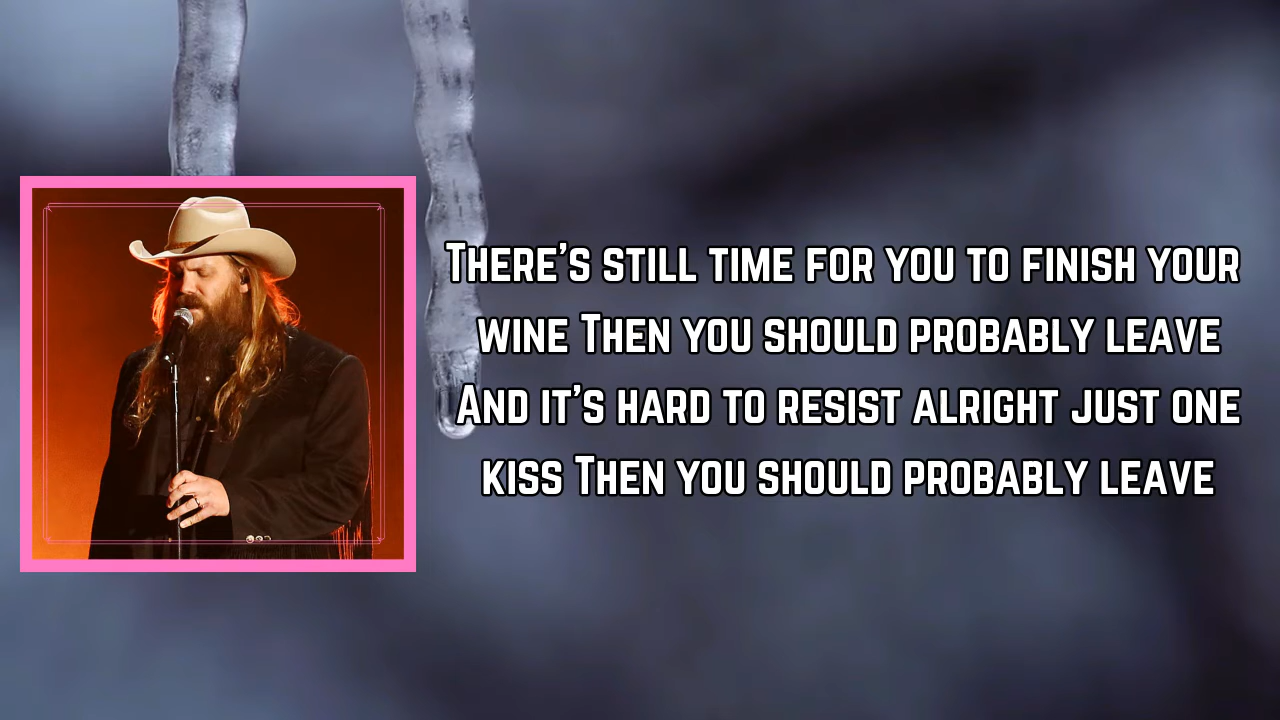 There's still time for you to finish your
wine Then you should probably leave
And it's hard to resist alright just one
kiss Then you should probably leave